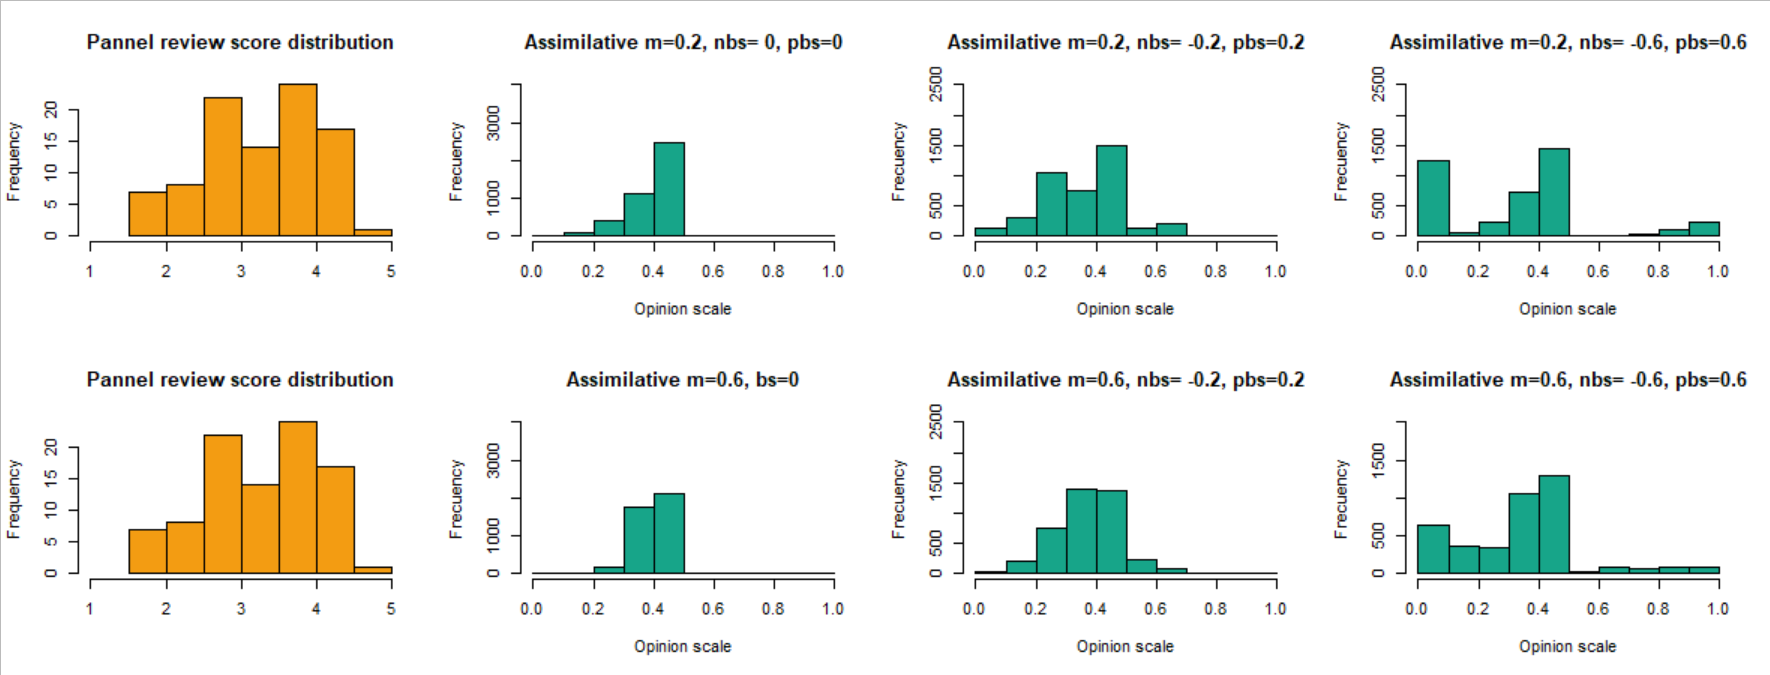 Pannel review score distribution
Assimilative m=0.2, nbs= 0, pbs=0
Assimilative m=0.2, nbs= -0.2, pbs=0.2
Assimilative m=0.2, nbs= -0.6, pbs=0.6
Frequency
0 5 10 15 20
1 2 3 4 5
Frecuency
0 1000 3000
0.0 0.2 0.4 0.6 0.8 1.0
Opinion scale
Frecuency
0 500 1500 2500
0.0 0.2 0.4 0.6 0.8 1.0
Opinion scale
Frecuency
0 500 1500 2500
0.0 0.2 0.4 0.6 0.8 1.0
Opinion scale
Pannel review score distribution
Assimilative m=0.6, bs=0
Assimilative m=0.6, nbs= -0.2, pbs=0.2
Assimilative m=0.6, nbs= -0.6, pbs=0.6
Frequency
0 5 10 15 20
1 2 3 4 5
Frecuency
0 1000 3000
0.0 0.2 0.4 0.6 0.8 1.0
Opinion scale
Frecuency
0 500 1500 2500
0.0 0.2 0.4 0.6 0.8 1.0
Opinion scale
Frecuency
0 500 1500
0.0 0.2 0.4 0.6 0.8 1.0
Opinion scale